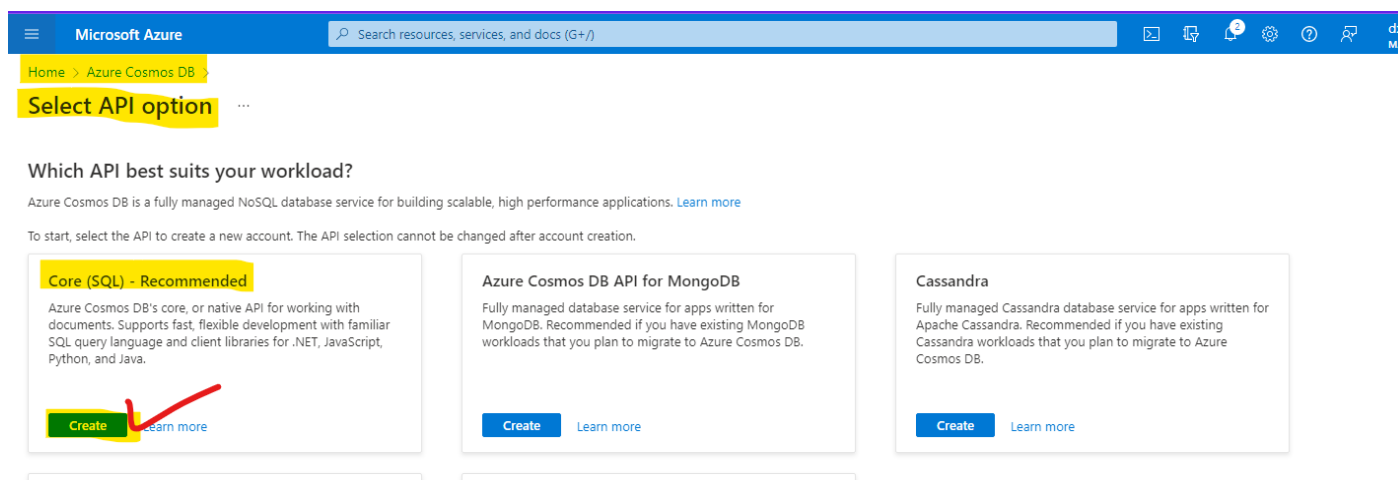 Microsoft Azure
Search resources, services, and docs (G+/)
2
Home > Azure Cosmos DB >
Select API option ...
Which API best suits your workload?
Azure Cosmos DB is a fully managed NoSQL database service for building scalable, high performance applications. Learn more
To start, select the API to create a new account. The API selection cannot be changed after account creation.
Core (SQL) - Recommended
Azure Cosmos DB's core, or native API for working with
documents. Supports fast, flexible development with familiar
SQL query language and client libraries for .NET, JavaScript,
Python, and Java.
Create
Learn more
Azure Cosmos DB API for MongoDB
Fully managed database service for apps written for
MongoDB. Recommended if you have existing MongoDB
workloads that you plan to migrate to Azure Cosmos DB.
Create
Learn more
Cassandra
Fully managed Cassandra database service for apps written for
Apache Cassandra. Recommended if you have existing
Cassandra workloads that you plan to migrate to Azure
Cosmos DB.
Create
Learn more